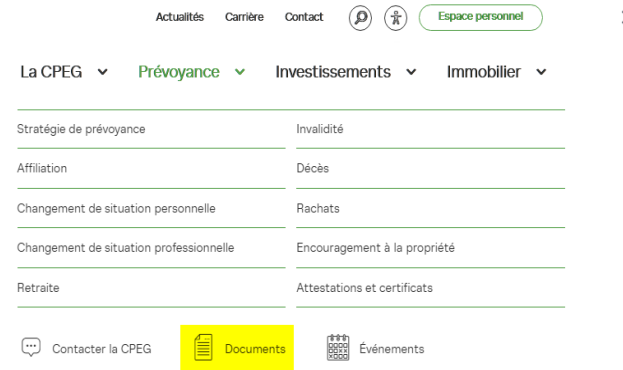 Actualités Carrière Contact Espace personnel
La CPEG Prévoyance Investissements Immobilier
Stratégie de prévoyance Invalidité
Affiliation Décès
Changement de situation personnelle Rachats
Changement de situation professionnelle Encouragement à la propriété
Retraite Attestations et certificats
Contacter la CPEG Documents Événements